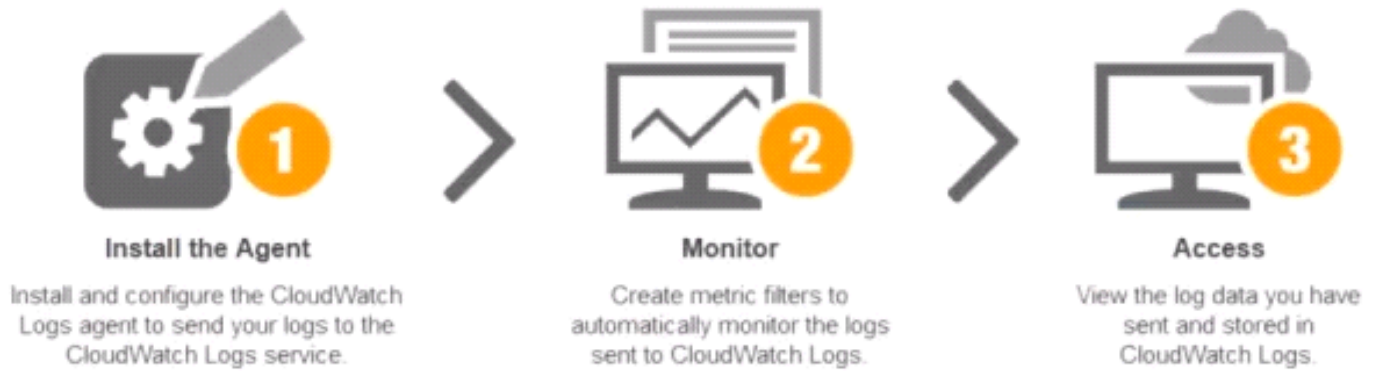 1
2
3
Install the Agent
Install and configure the CloudWatch
Logs agent to send your logs to the
CloudWatch Logs service.
Monitor
Create metric filters to
automatically monitor the logs
sent to CloudWatch Logs.
Access
View the log data you have
sent and stored in
CloudWatch Logs.